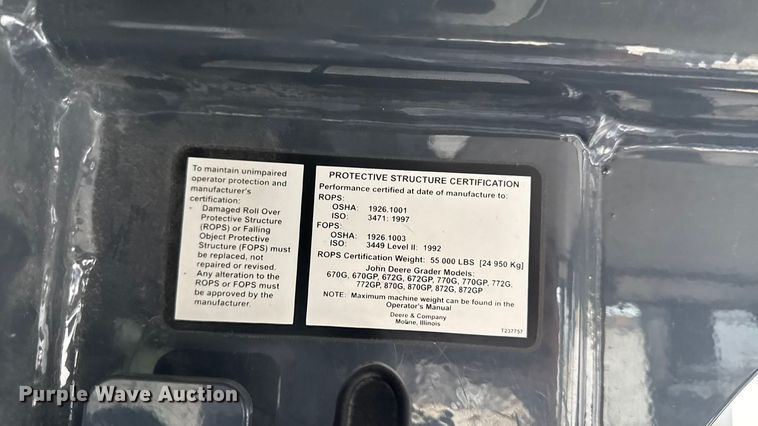 To maintain unimpaired
operator protection and
manufacturer's
certification:
Damaged Roll Over
Protective Structure
(ROPS) or Falling
Object Protective
Structure (FOPS) must
be replaced, not
repaired or revised.
Any alteration to the
ROPS or FOPS must
be approved by the
manufacturer.
PROTECTIVE STRUCTURE CERTIFICATION
Performance certified at date of manufacture to:
ROPS:
OSHA: 1926.1001
ISO: 3471: 1997
FOPS:
OSHA: 1926.1003
ISO: 3449 Level II: 1992
ROPS Certification Weight: 55 000 LBS [24 950 Kg]
John Deere Grader Models:
670G, 670GP, 672G, 672GP, 770G, 770GP, 772G,
772GP, 870G, 870GP, 872G, 872GP
NOTE: Maximum machine weight can be found in the
Operator's Manual
Deere & Company
Moline, Illinois
T237757
Purple Wave Auction